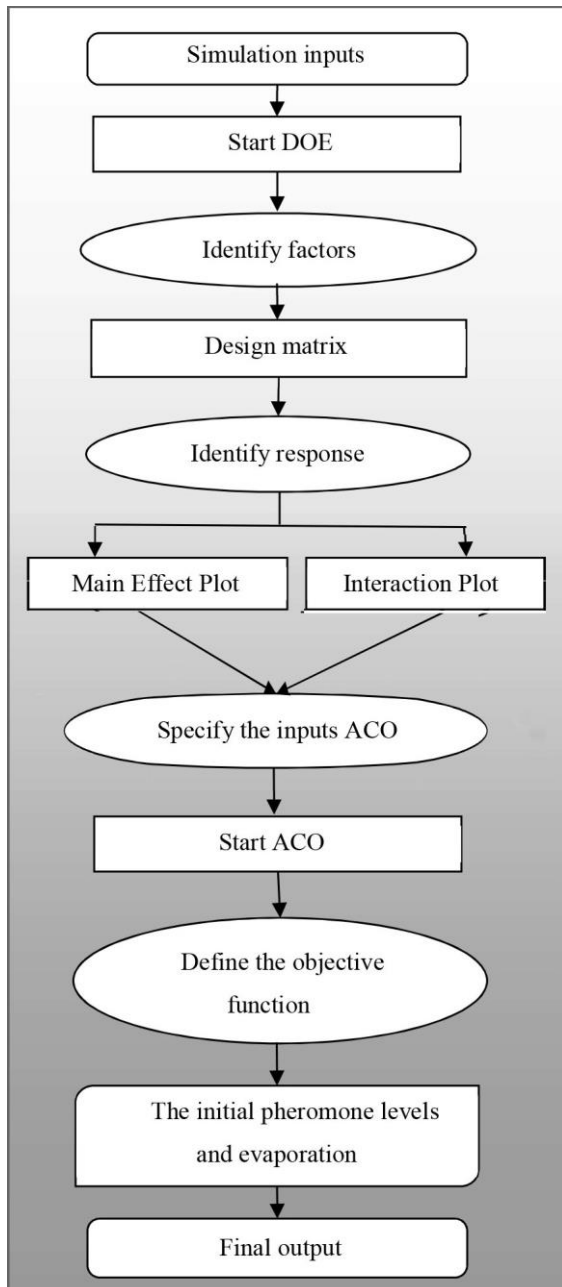 Simulation inputs
Start DOE
Identify factors
Design matrix
Identify response
Main Effect Plot
Interaction Plot
Specify the inputs ACO
Start ACO
Define the objective
function
The initial pheromone levels
and evaporation
Final output